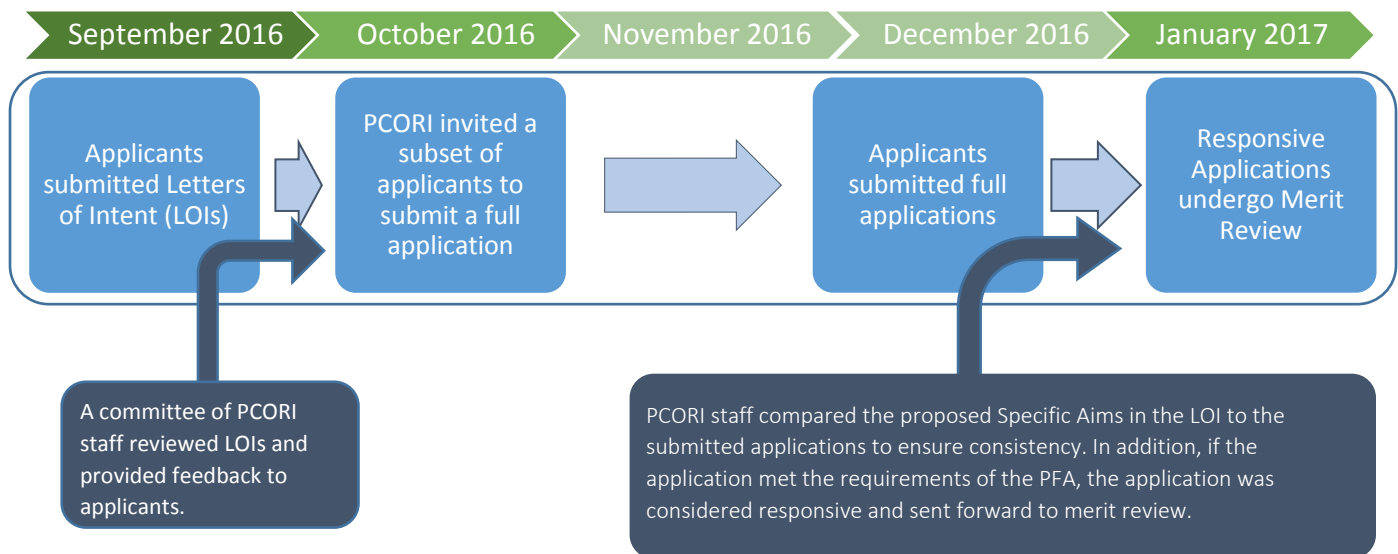 September 2016
October 2016
November 2016
December 2016
January 2017
Applicants
submitted Letters
of Intent (LOIs)
PCORI invited a
subset of
applicants to
submit a full
application
Applicants
submitted full
applications
Responsive
Applications
undergo Merit
Review
A committee of PCORI
staff reviewed LOIs and
provided feedback to
applicants.
PCORI staff compared the proposed Specific Aims in the LOI to the
submitted applications to ensure consistency. In addition, if the
application met the requirements of the PFA, the application was
considered responsive and sent forward to merit review.